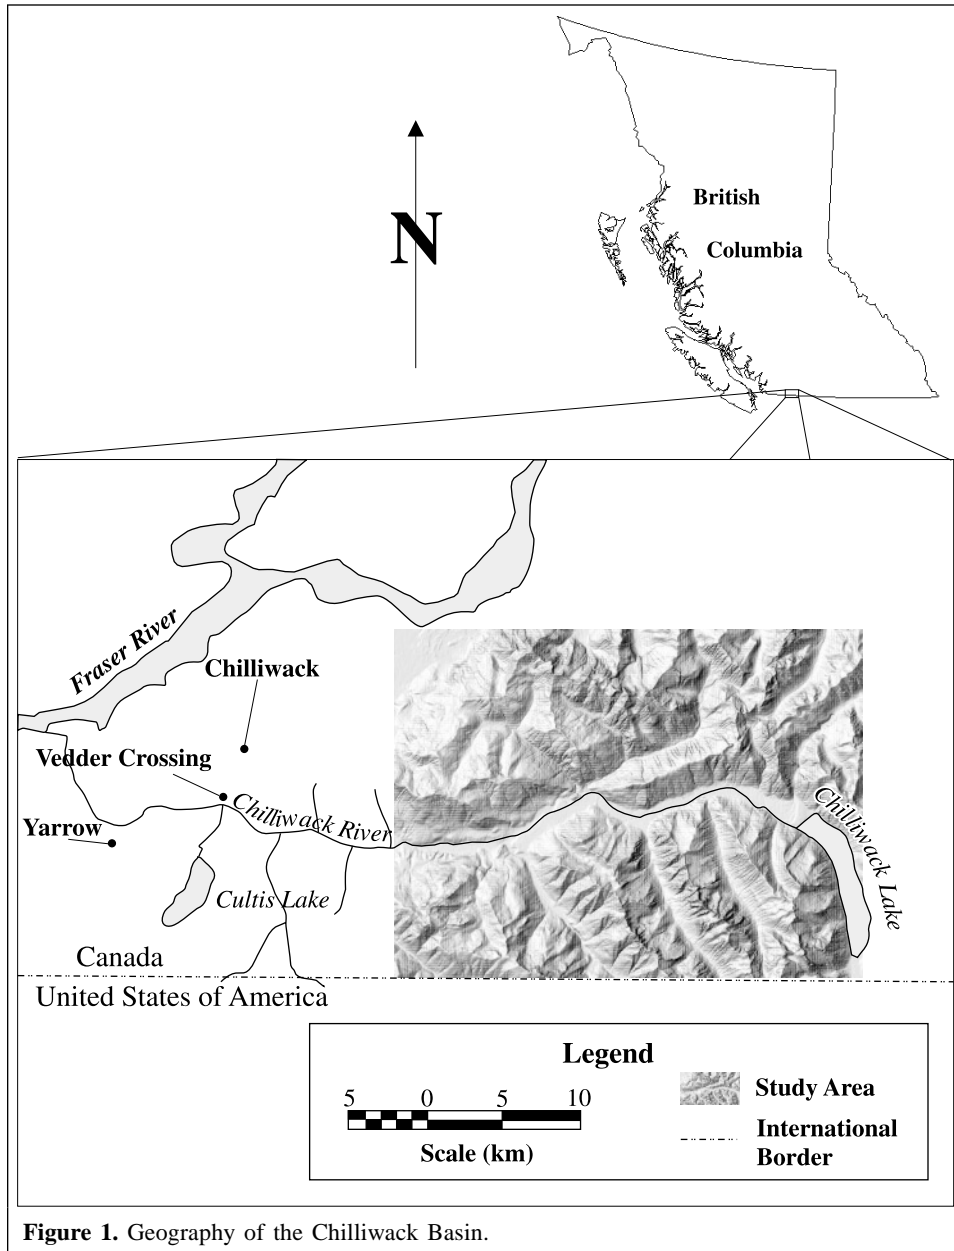 British
Columbia
N
Fraser River
Chilliwack
Vedder Crossing
Chilliwack River
Yarrow
Chilliwack Lake
Cultis Lake
Canada
United States of America
Legend
5 0 5 10
Scale (km)
Study Area
International
Border
Figure 1. Geography of the Chilliwack Basin.